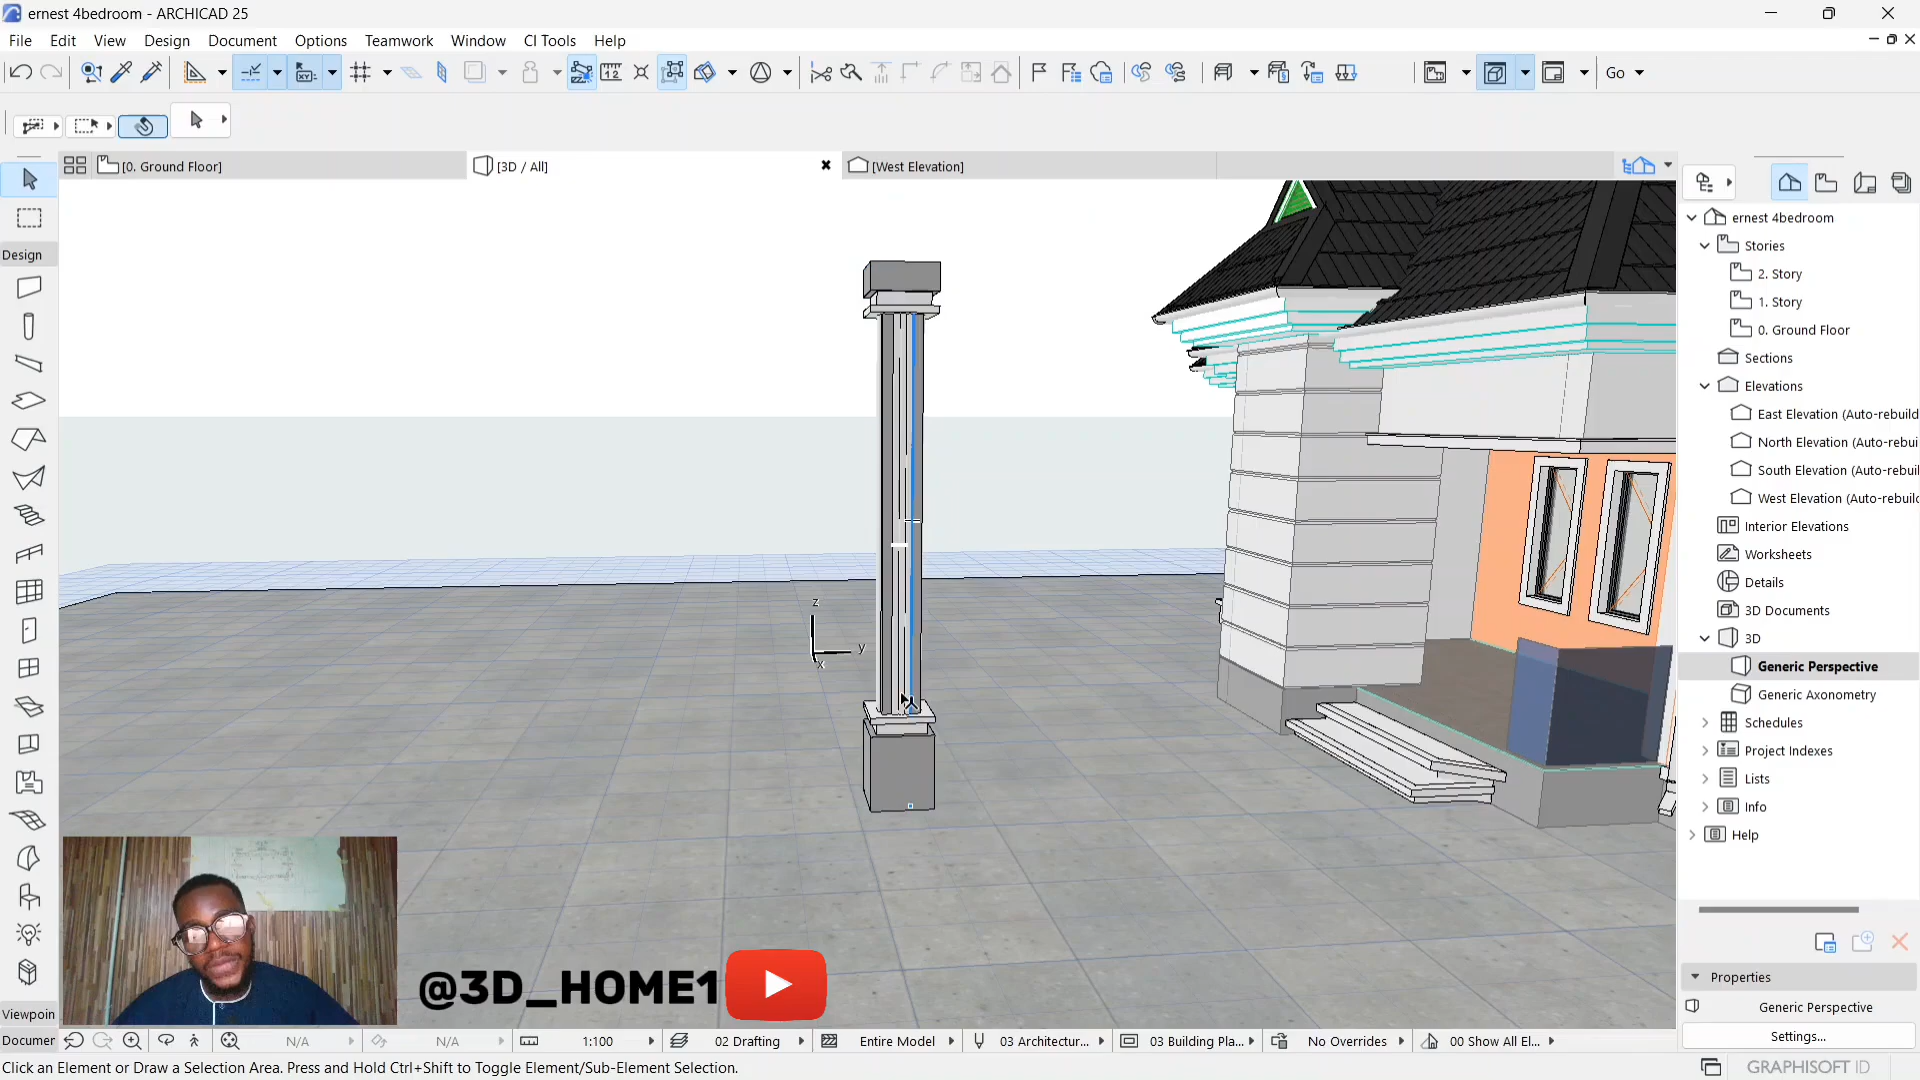 ernest 4bedroom - ARCHICAD 25
File Edit View Design Document Options Teamwork Window CI Tools Help
Go
[0. Ground Floor]
[3D / All]
[West Elevation]
Design
ernest 4bedroom
Stories
2. Story
1. Story
0. Ground Floor
Sections
Elevations
East Elevation (Auto-rebuild
North Elevation (Auto-rebui
South Elevation (Auto-rebuil
West Elevation (Auto-rebuild
Interior Elevations
Worksheets
Details
3D Documents
3D
Generic Perspective
Generic Axonometry
Schedules
Project Indexes
Lists
Info
Help
z
y
x
@3D_HOME1
Properties
Generic Perspective
Settings...
Viewpoin
Documer
N/A
N/A
1:100
02 Drafting
Entire Model
03 Architectur...
03 Building Pla...
No Overrides
00 Show All El...
Click an Element or Draw a Selection Area. Press and Hold Ctrl+Shift to Toggle Element/Sub-Element Selection.
GRAPHISOFT ID